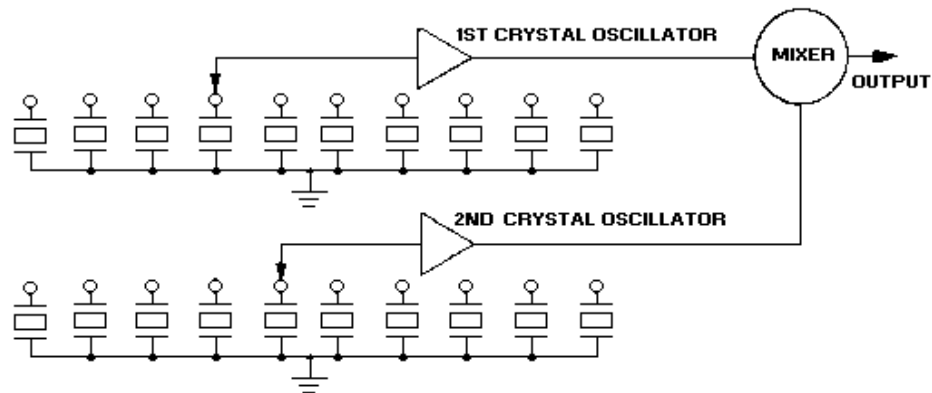 1ST CRYSTAL OSCILLATOR
MIXER
OUTPUT
2ND CRYSTAL OSCILLATOR